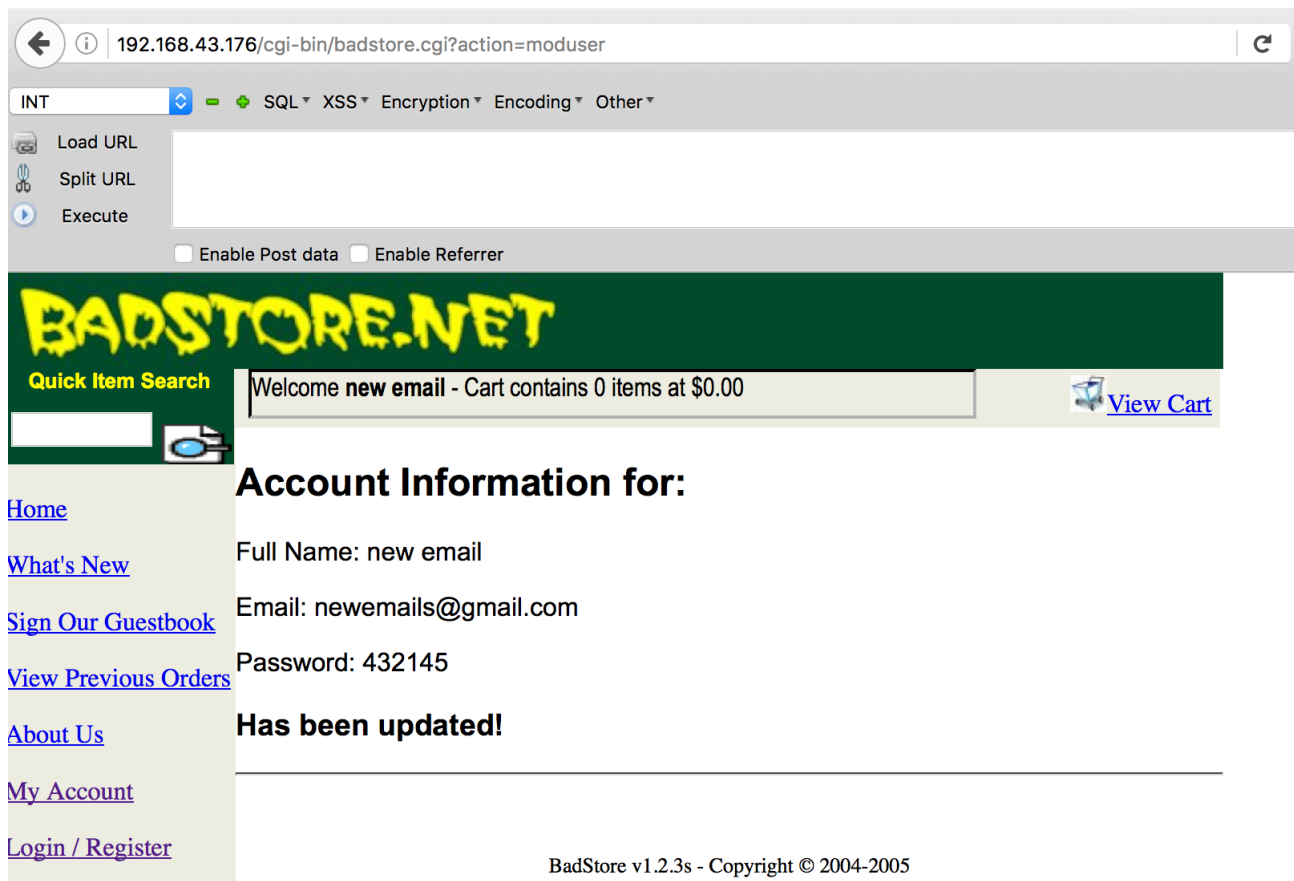 192.168.43.176/cgi-bin/badstore.cgi?action=moduser
INT SQL XSS Encryption Encoding Other
Load URL
Split URL
Execute
Enable Post data Enable Referrer
BADSTORE.NET
Quick Item Search
Welcome new email - Cart contains 0 items at $0.00
View Cart
Account Information for:
Home
Full Name: new email
What's New
Email: newemails@gmail.com
Sign Our Guestbook
Password: 432145
View Previous Orders
Has been updated!
About Us
My Account
Login / Register
BadStore v1.2.3s - Copyright © 2004-2005